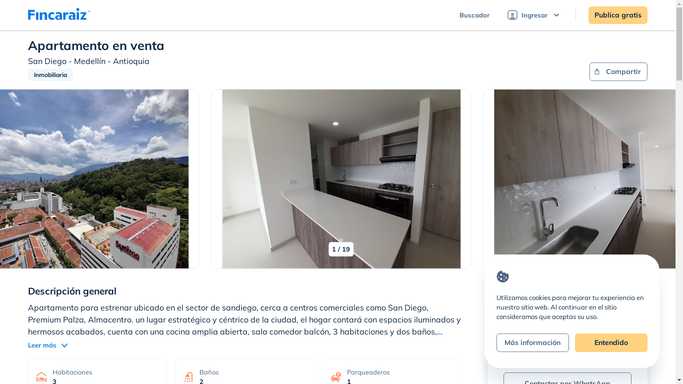 Fincaraiz
Buscador
Ingresar
Publica gratis
Apartamento en venta
San Diego - Medellín - Antioquia
Inmobiliaria
Compartir
1 / 19
Descripción general
Apartamento para estrenar ubicado en el sector de sandiego, cerca a centros comerciales como San Diego,
Premium Palza, Almacentro, un lugar estratégico y céntrico de la ciudad, el hogar contará con espacios iluminados y
hermosos acabados, cuenta con una cocina amplia abierta, sala comedor balcón, 3 habitaciones y dos baños,...
Leer más
Habitaciones
3
Baños
2
Parqueaderos
1
Utilizamos cookies para mejorar tu experiencia en
nuestro sitio web. Al continuar en el sitio
consideramos que aceptas su uso.
Más información
Entendido
Contactar por WhatsApp